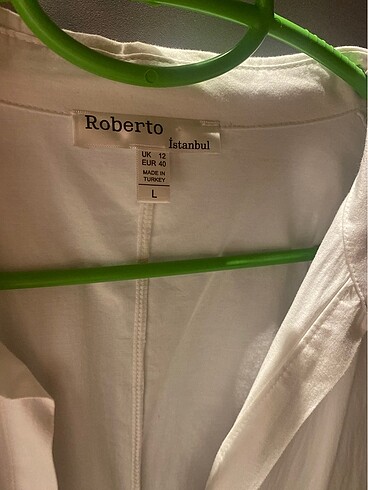 Roberto
İstanbul
UK 12
EUR 40
MADE IN
TURKEY
L